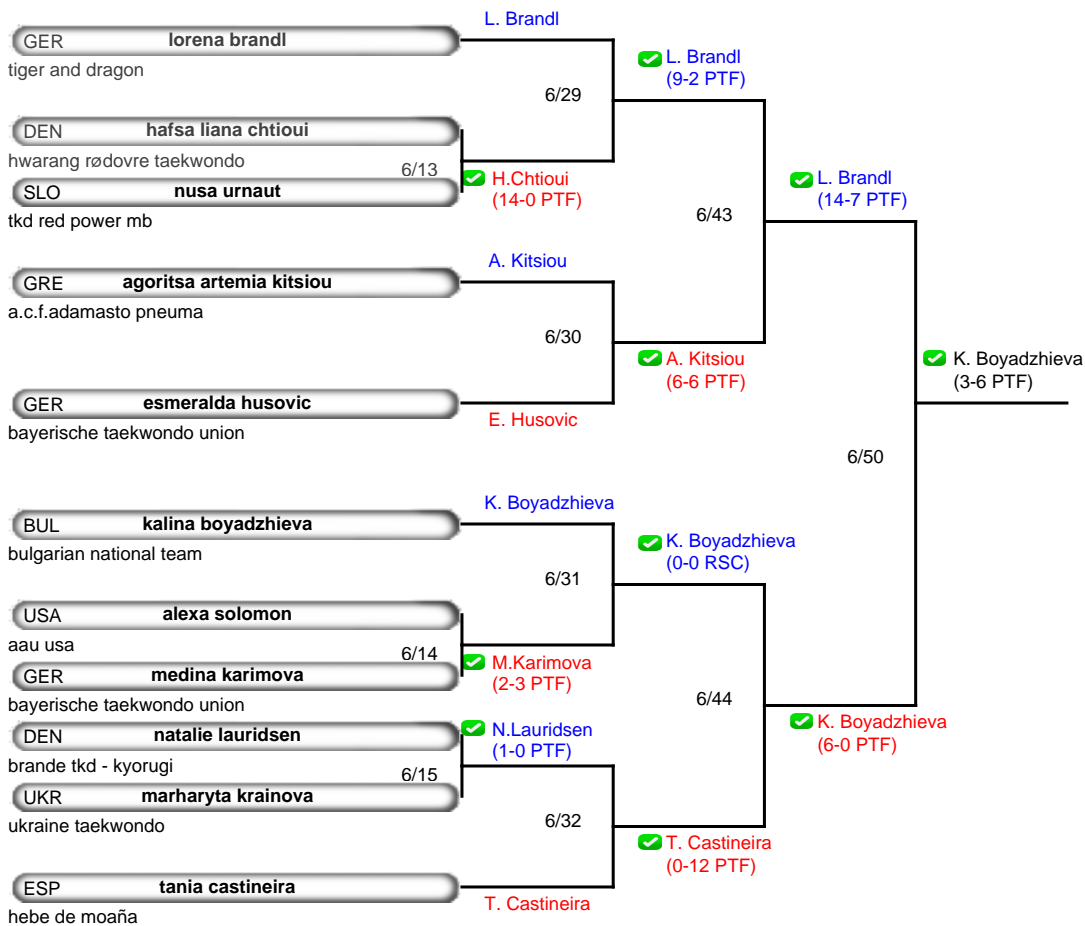 L. Brandl
GER lorena brandl
tiger and dragon
L. Brandl
(9-2 PTF)
6/29
DEN hafsa liana chtioui
hwarang rødovre taekwondo
6/13
SLO nusa urnaut
tkd red power mb
H.Chtioui
(14-0 PTF)
L. Brandl
(14-7 PTF)
6/43
A. Kitsiou
GRE agoritsa artemia kitsiou
a.c.f.adamasto pneuma
6/30
A. Kitsiou
(6-6 PTF)
K. Boyadzhieva
(3-6 PTF)
GER esmeralda husovic
bayerische taekwondo union
E. Husovic
6/50
K. Boyadzhieva
BUL kalina boyadzhieva
bulgarian national team
K. Boyadzhieva
(0-0 RSC)
6/31
USA alexa solomon
aau usa
6/14
GER medina karimova
bayerische taekwondo union
M.Karimova
(2-3 PTF)
6/44
DEN natalie lauridsen
brande tkd - kyorugi
N.Lauridsen
(1-0 PTF)
K. Boyadzhieva
(6-0 PTF)
6/15
UKR marharyta krainova
ukraine taekwondo
6/32
T. Castineira
(0-12 PTF)
ESP tania castineira
hebe de moaña
T. Castineira